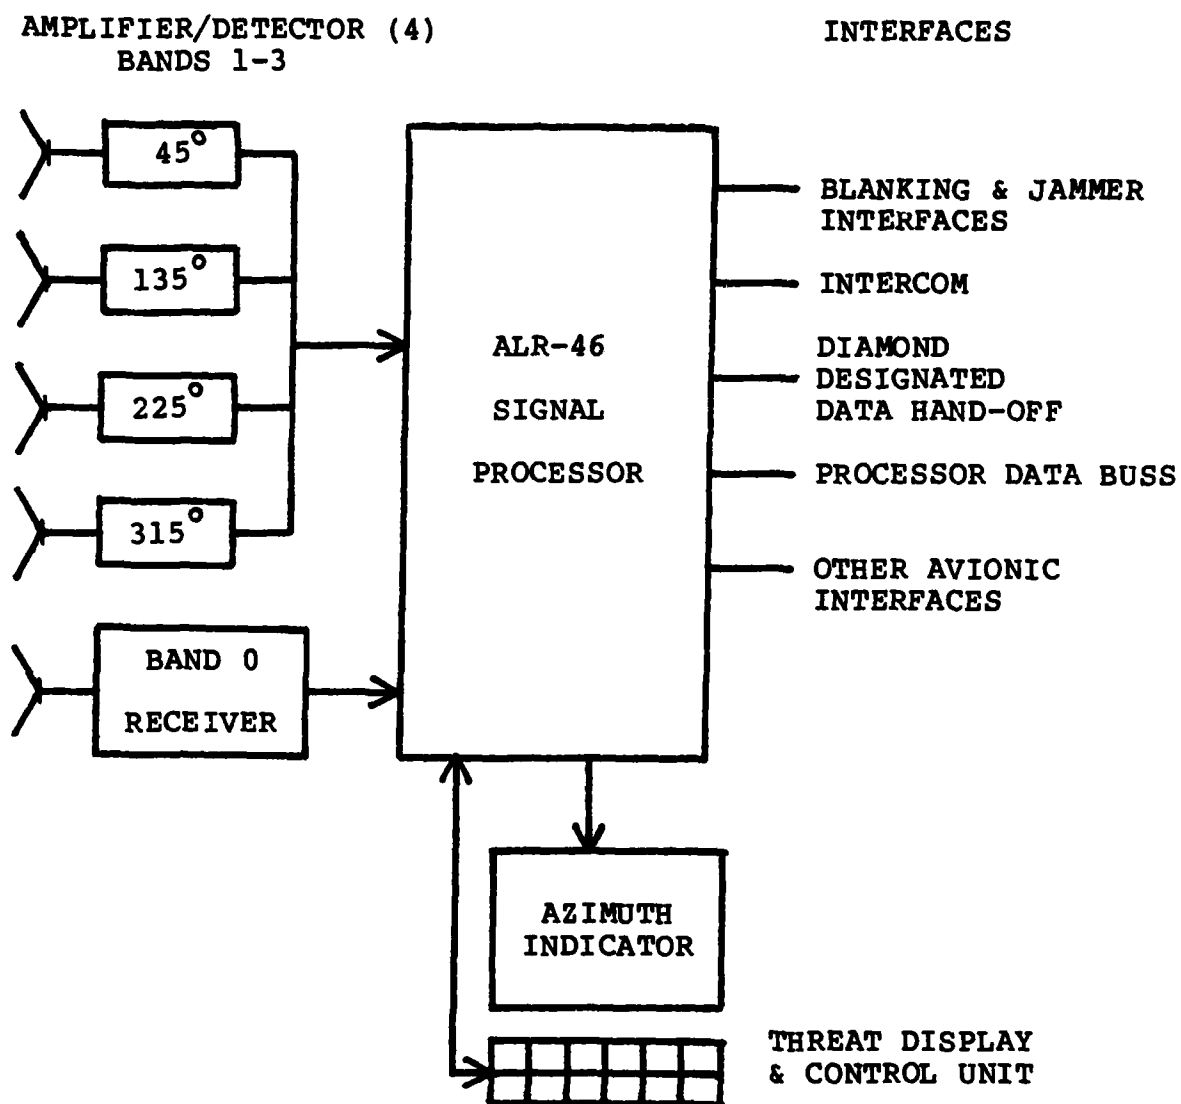 AMPLIFIER/DETECTOR (4)
BANDS 1-3
INTERFACES
45°
135°
225°
315°
BAND 0
RECEIVER
ALR-46
SIGNAL
PROCESSOR
BLANKING & JAMMER
INTERFACES
INTERCOM
DIAMOND
DESIGNATED
DATA HAND-OFF
PROCESSOR DATA BUSS
OTHER AVIONIC
INTERFACES
AZIMUTH
INDICATOR
THREAT DISPLAY
& CONTROL UNIT